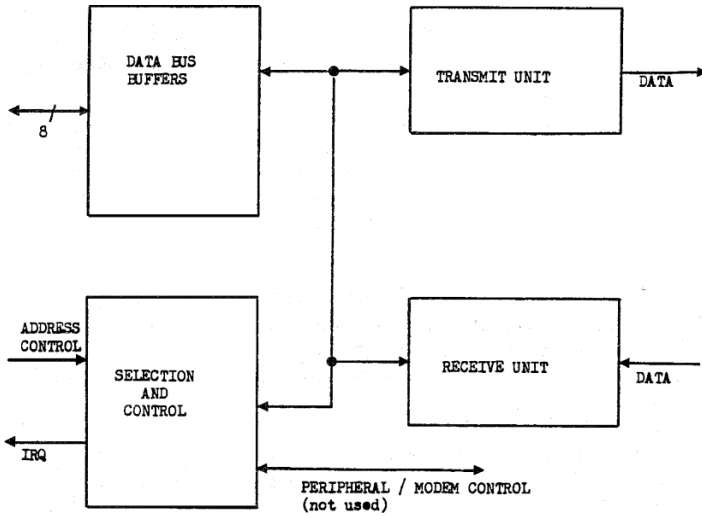 DATA BUS
BUFFERS
TRANSMIT UNIT
DATA
8
ADDRESS
CONTROL
SELECTION
AND
CONTROL
RECEIVE UNIT
DATA
IRQ
PERIPHERAL / MODEM CONTROL
(not used)